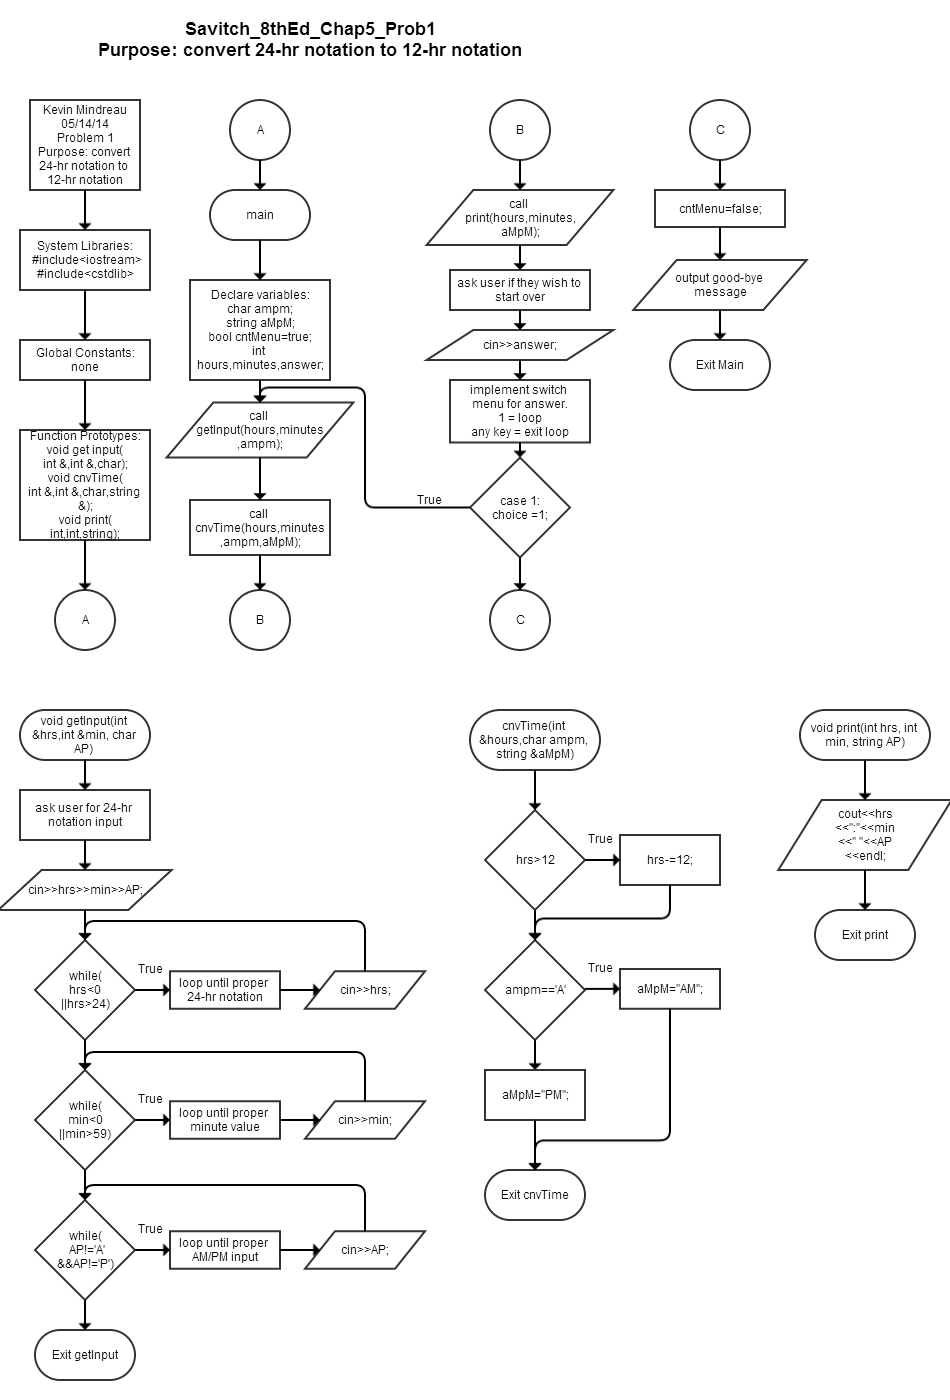 Savitch_8thEd_Chap5_Prob1
Purpose: convert 24-hr notation to 12-hr notation
Kevin Mindreau
05/14/14
Problem 1
Purpose: convert
24-hr notation to
12-hr notation
System Libraries:
#include<iostream>
#include<cstdlib>
Global Constants:
none
Function Prototypes:
void get input(
int &,int &,char);
void cnvTime(
int &,int &,char,string
&);
void print(
int,int,string);
A
A
main
Declare variables:
char ampm;
string aMpM;
bool cntMenu=true;
int
hours,minutes,answer;
call
getInput(hours,minutes
,ampm);
call
cnvTime(hours,minutes
,ampm,aMpM);
B
B
call
print(hours,minutes,
aMpM);
ask user if they wish to
start over
cin>>answer;
implement switch
menu for answer.
1 = loop
any key = exit loop
True
case 1:
choice =1;
C
C
cntMenu=false;
output good-bye
message
Exit Main
void getInput(int
&hrs,int &min, char
AP)
ask user for 24-hr
notation input
cin>>hrs>>min>>AP;
while(
hrs<0
||hrs>24)
True
loop until proper
24-hr notation
cin>>hrs;
while(
min<0
||min>59)
True
loop until proper
minute value
cin>>min;
while(
AP!='A'
&&AP!='P')
True
loop until proper
AM/PM input
cin>>AP;
Exit getInput
cnvTime(int
&hours,char ampm,
string &aMpM)
hrs>12
True
hrs-=12;
ampm=='A'
True
aMpM="AM";
aMpM="PM";
Exit cnvTime
void print(int hrs, int
min, string AP)
cout<<hrs
<<":"<<min
<<" "<<AP
<<endl;
Exit print